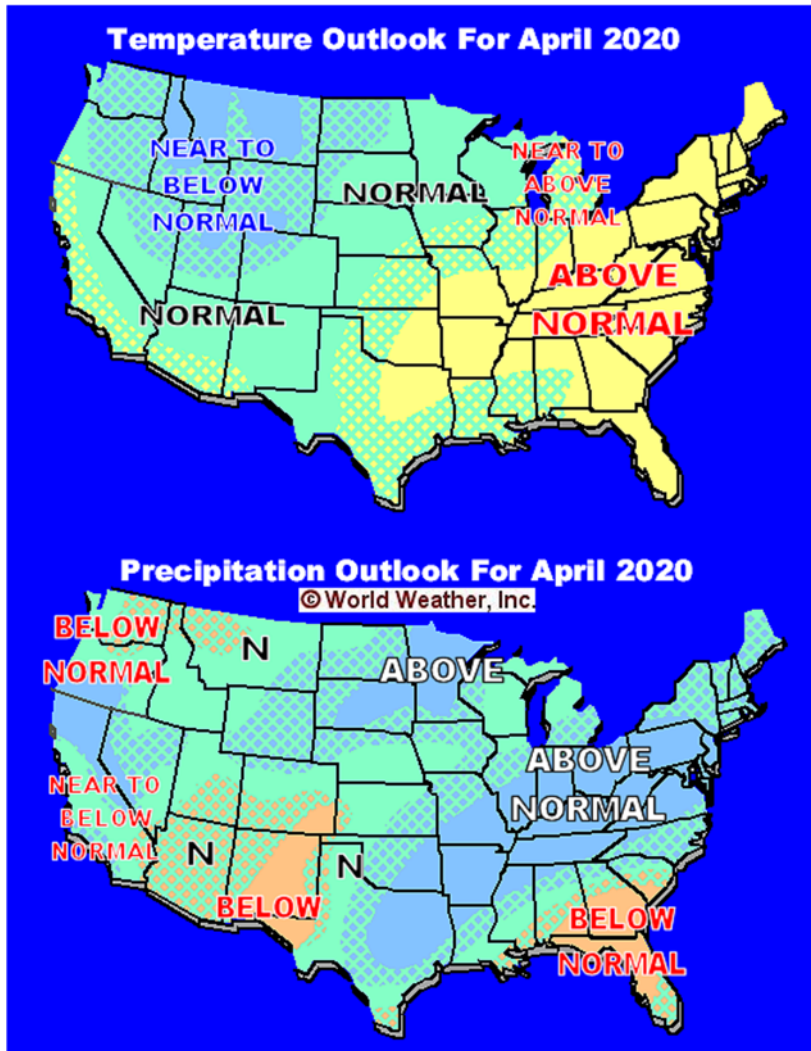 Temperature Outlook For April 2020
NEAR TO
BELOW
NORMAL
NORMAL
NEAR TO
ABOVE
NORMAL
ABOVE
NORMAL
NORMAL
Precipitation Outlook For April 2020
© World Weather, Inc.
BELOW
NORMAL
N
ABOVE
ABOVE
NORMAL
NEAR TO
BELOW
NORMAL
N
N
BELOW
BELOW
NORMAL